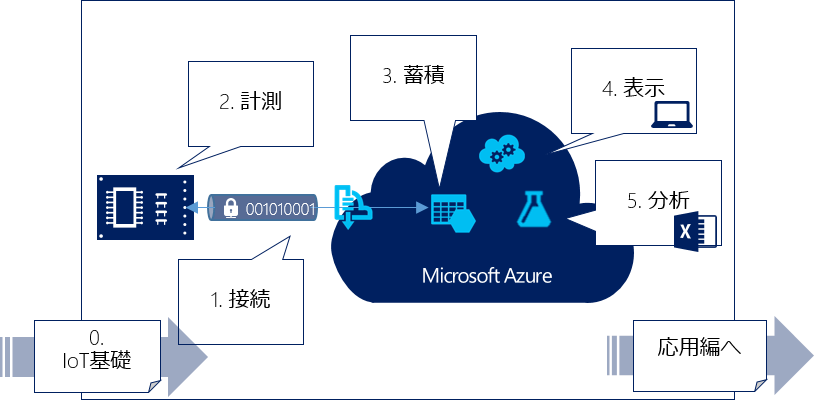 3. 蓄積
2. 計測
4. 表示
5. 分析
X
001010001
Microsoft Azure
1. 接続
0.
IoT基礎
応用編へ